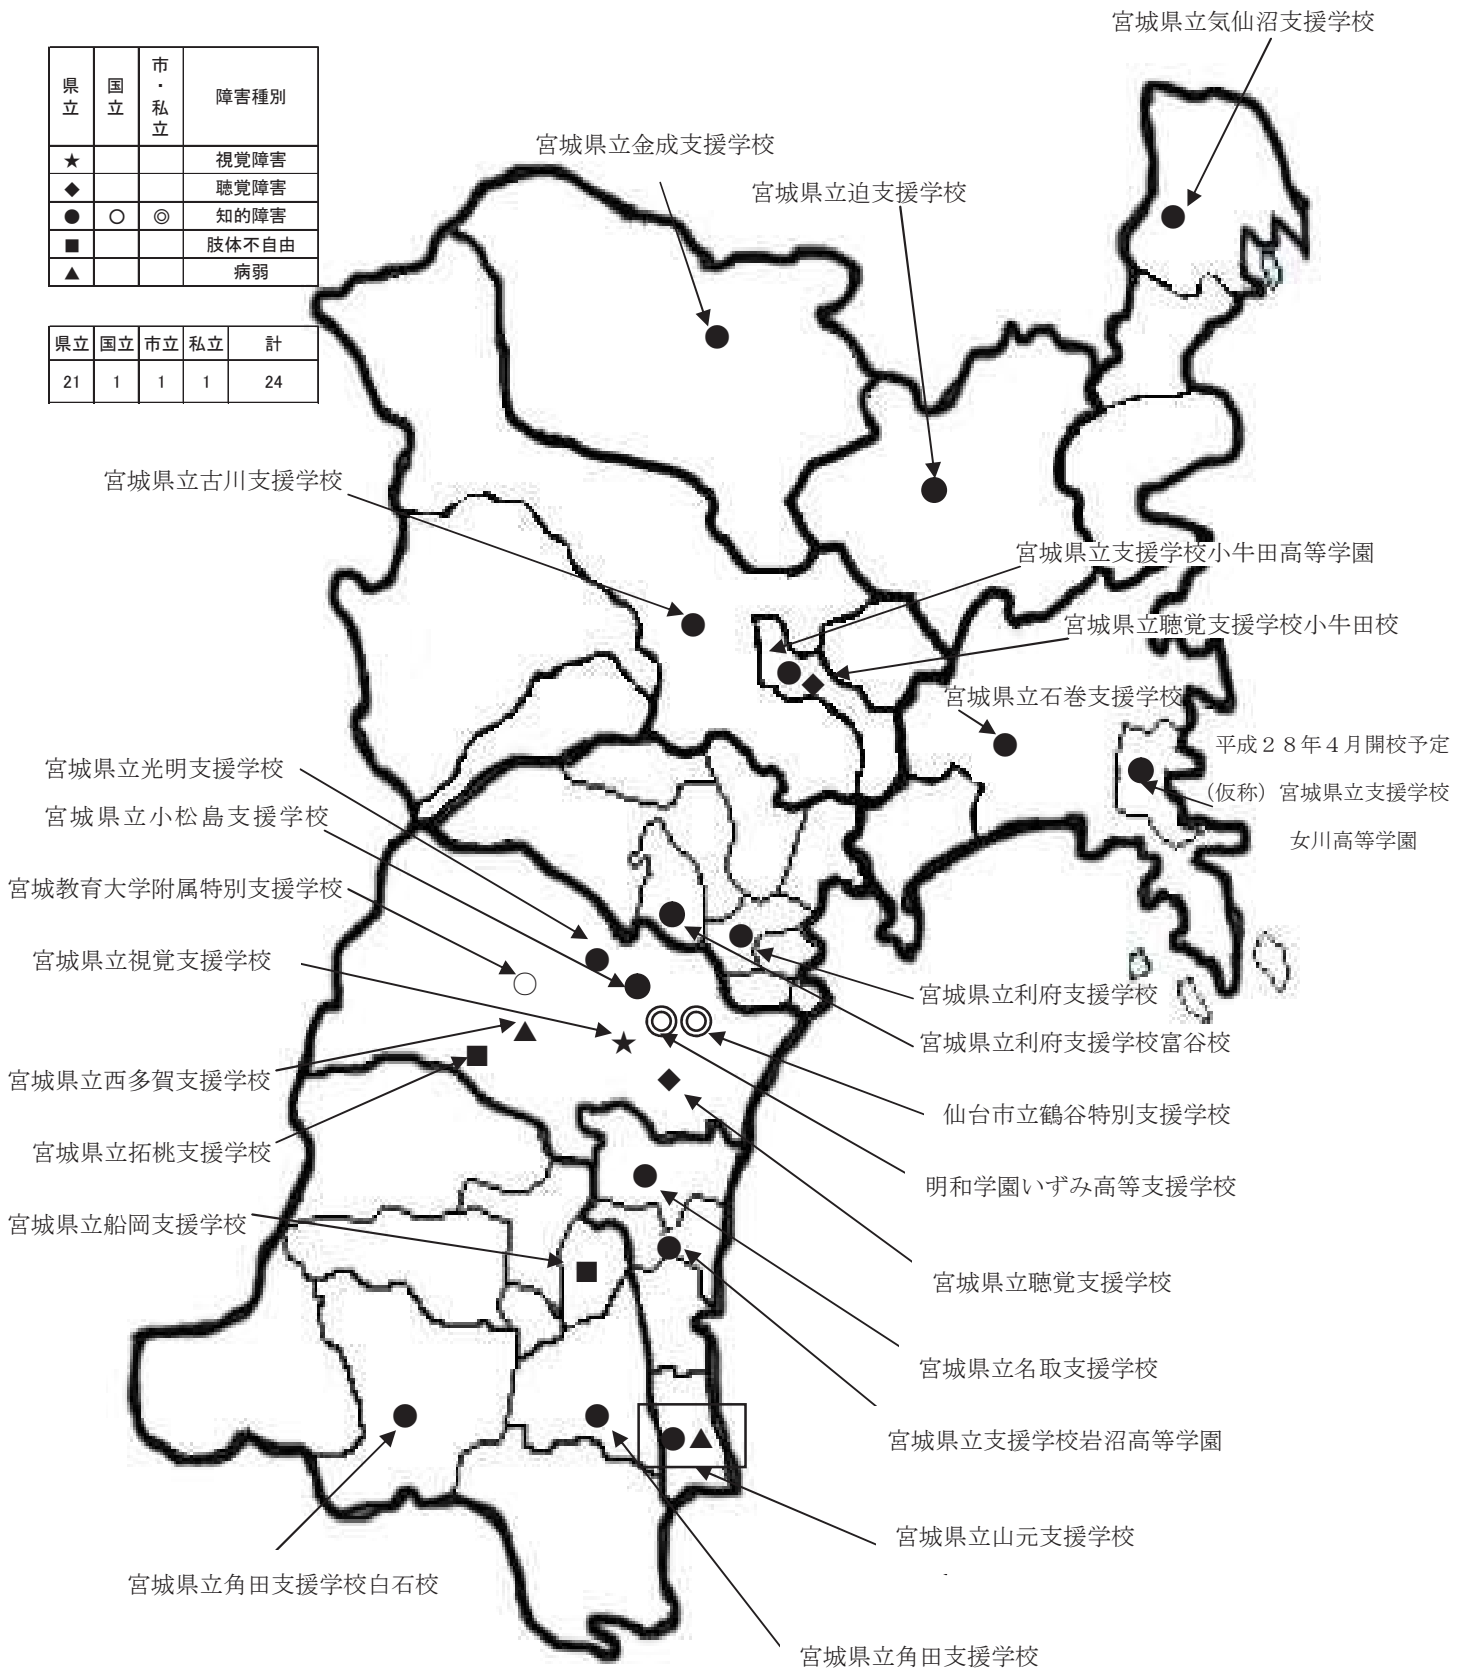 宮城県立気仙沼支援学校
県立 国立 市・私立 障害種別
★ 視覚障害
◆ 聴覚障害
● ○ ◎ 知的障害
■ 肢体不自由
▲ 病弱
宮城県立金成支援学校
宮城県立迫支援学校
県立 国立 市立 私立 計
21 1 1 1 24
宮城県立古川支援学校
宮城県立支援学校小牛田高等学園
宮城県立聴覚支援学校小牛田校
宮城県立石巻支援学校
平成２８年４月開校予定
（仮称）宮城県立支援学校
女川高等学園
宮城県立光明支援学校
宮城県立小松島支援学校
宮城教育大学附属特別支援学校
宮城県立視覚支援学校
宮城県立利府支援学校
宮城県立利府支援学校富谷校
宮城県立西多賀支援学校
仙台市立鶴谷特別支援学校
宮城県立拓桃支援学校
明和学園いずみ高等支援学校
宮城県立船岡支援学校
宮城県立聴覚支援学校
宮城県立名取支援学校
宮城県立支援学校岩沼高等学園
宮城県立山元支援学校
宮城県立角田支援学校白石校
宮城県立角田支援学校